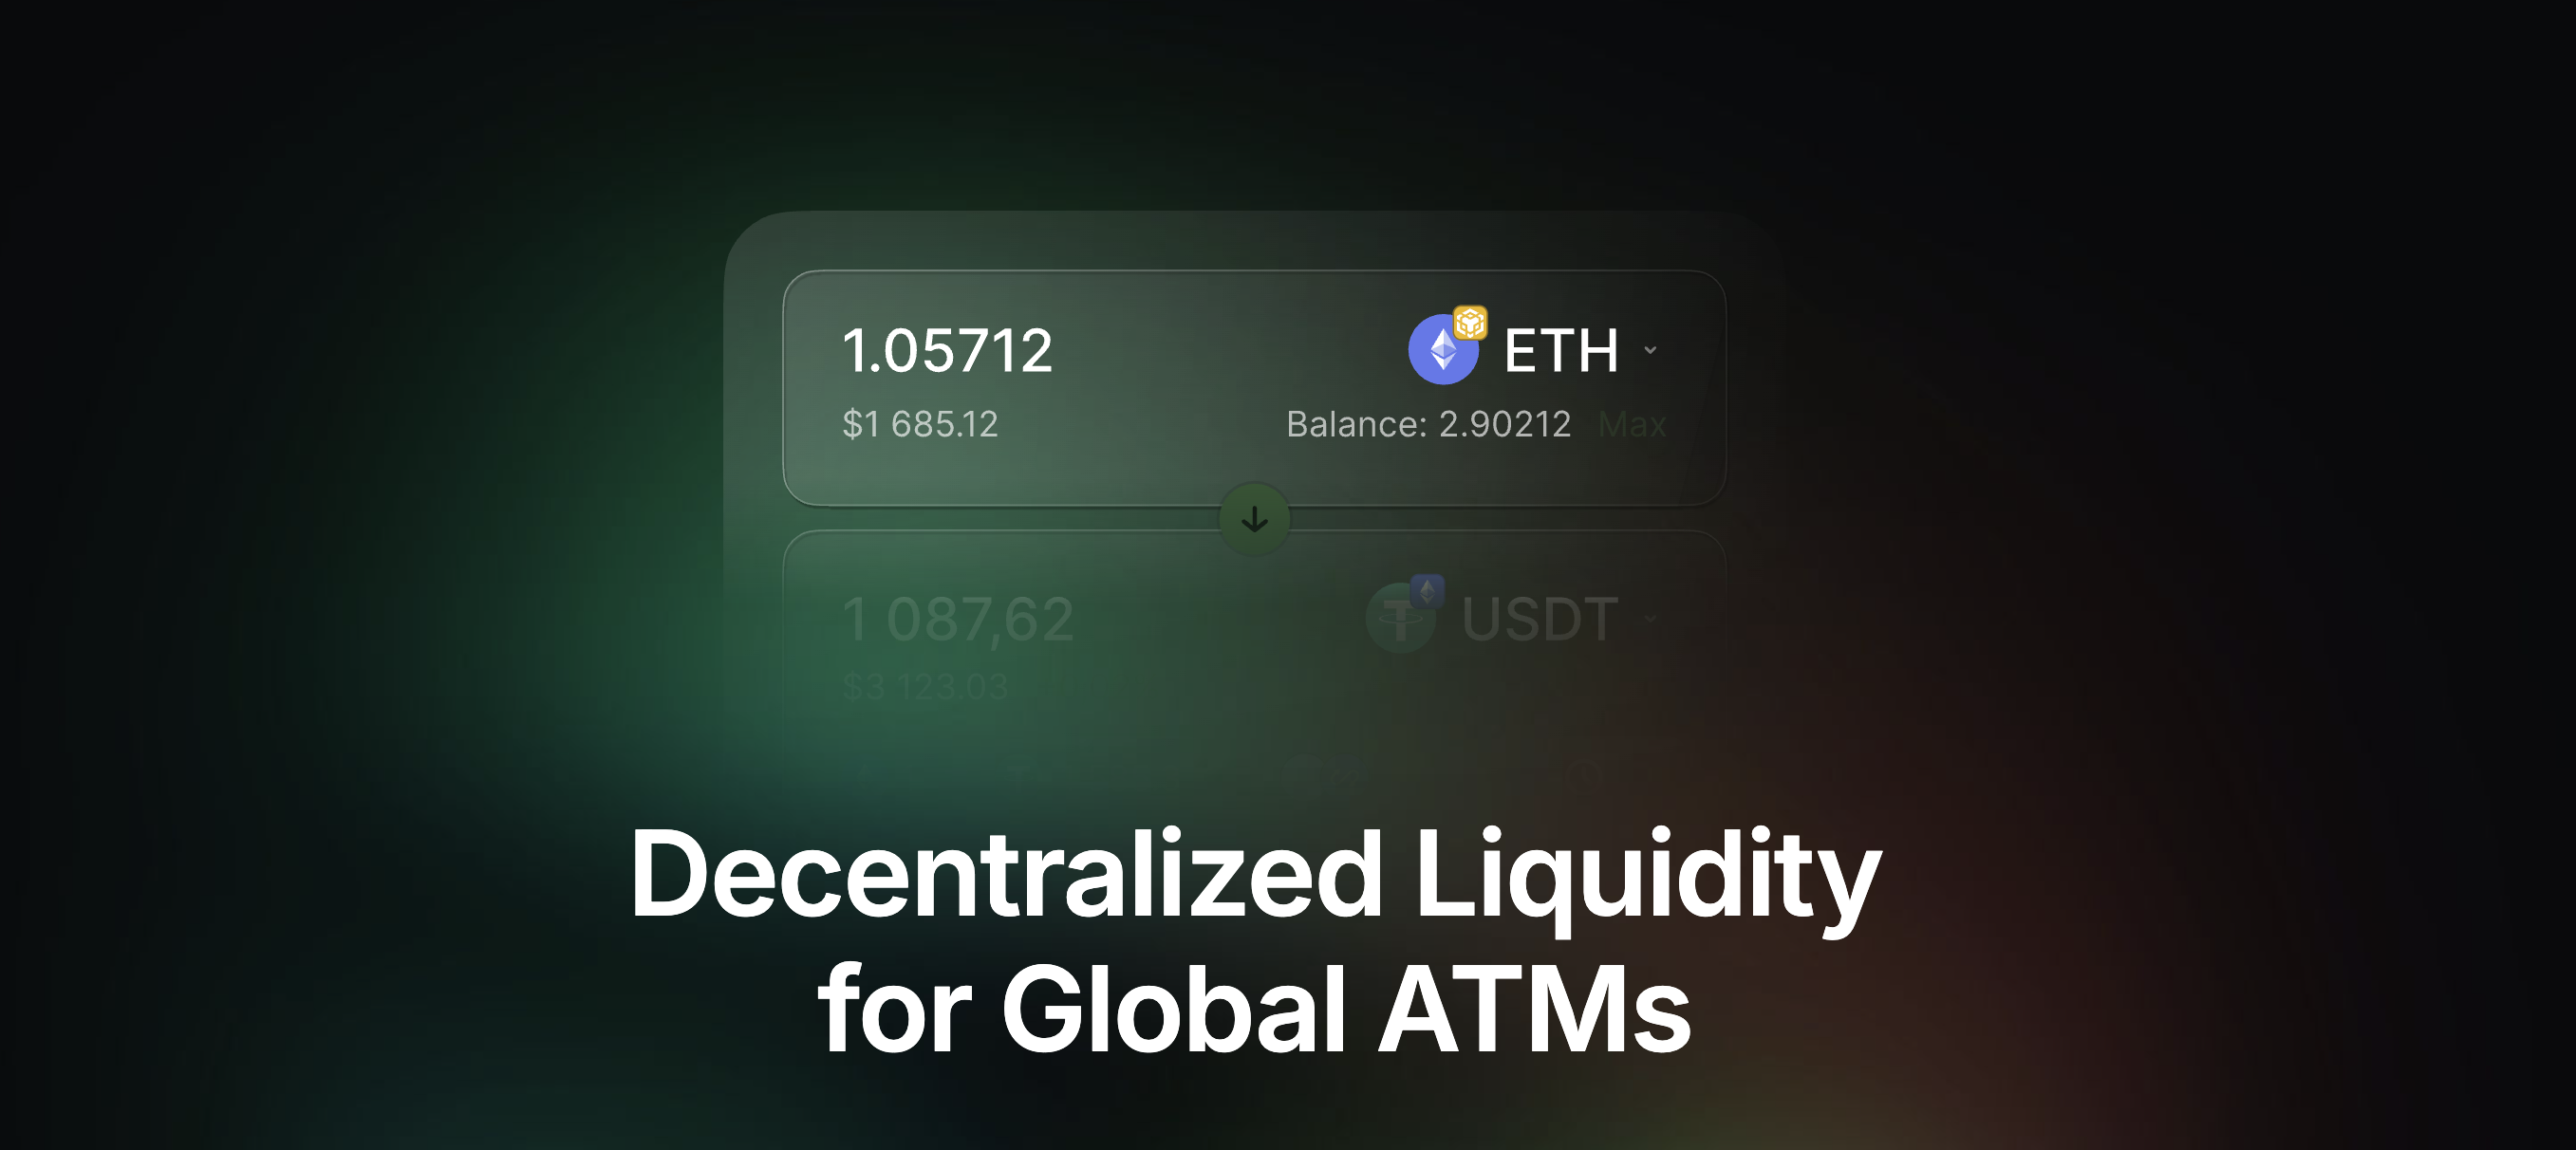 1.05712 ETH
$1 685.12 Balance: 2.90212 Max
1 087,62 USDT
$3 123.03
Decentralized Liquidity
for Global ATMs